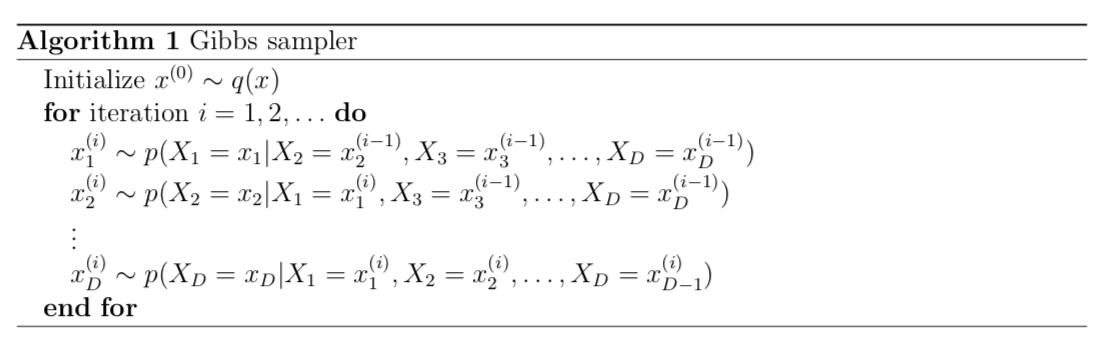 Algorithm 1 Gibbs sampler
Initialize x^{(0)} ∼ q(x)
for iteration i = 1, 2, . . . do
x_1^{(i)} ∼ p(X_1 = x_1|X_2 = x_2^{(i−1)}, X_3 = x_3^{(i−1)}, . . . , X_D = x_D^{(i−1)})
x_2^{(i)} ∼ p(X_2 = x_2|X_1 = x_1^{(i)}, X_3 = x_3^{(i−1)}, . . . , X_D = x_D^{(i−1)})
⋮
x_D^{(i)} ∼ p(X_D = x_D|X_1 = x_1^{(i)}, X_2 = x_2^{(i)}, . . . , X_D = x_{D−1}^{(i)})
end for